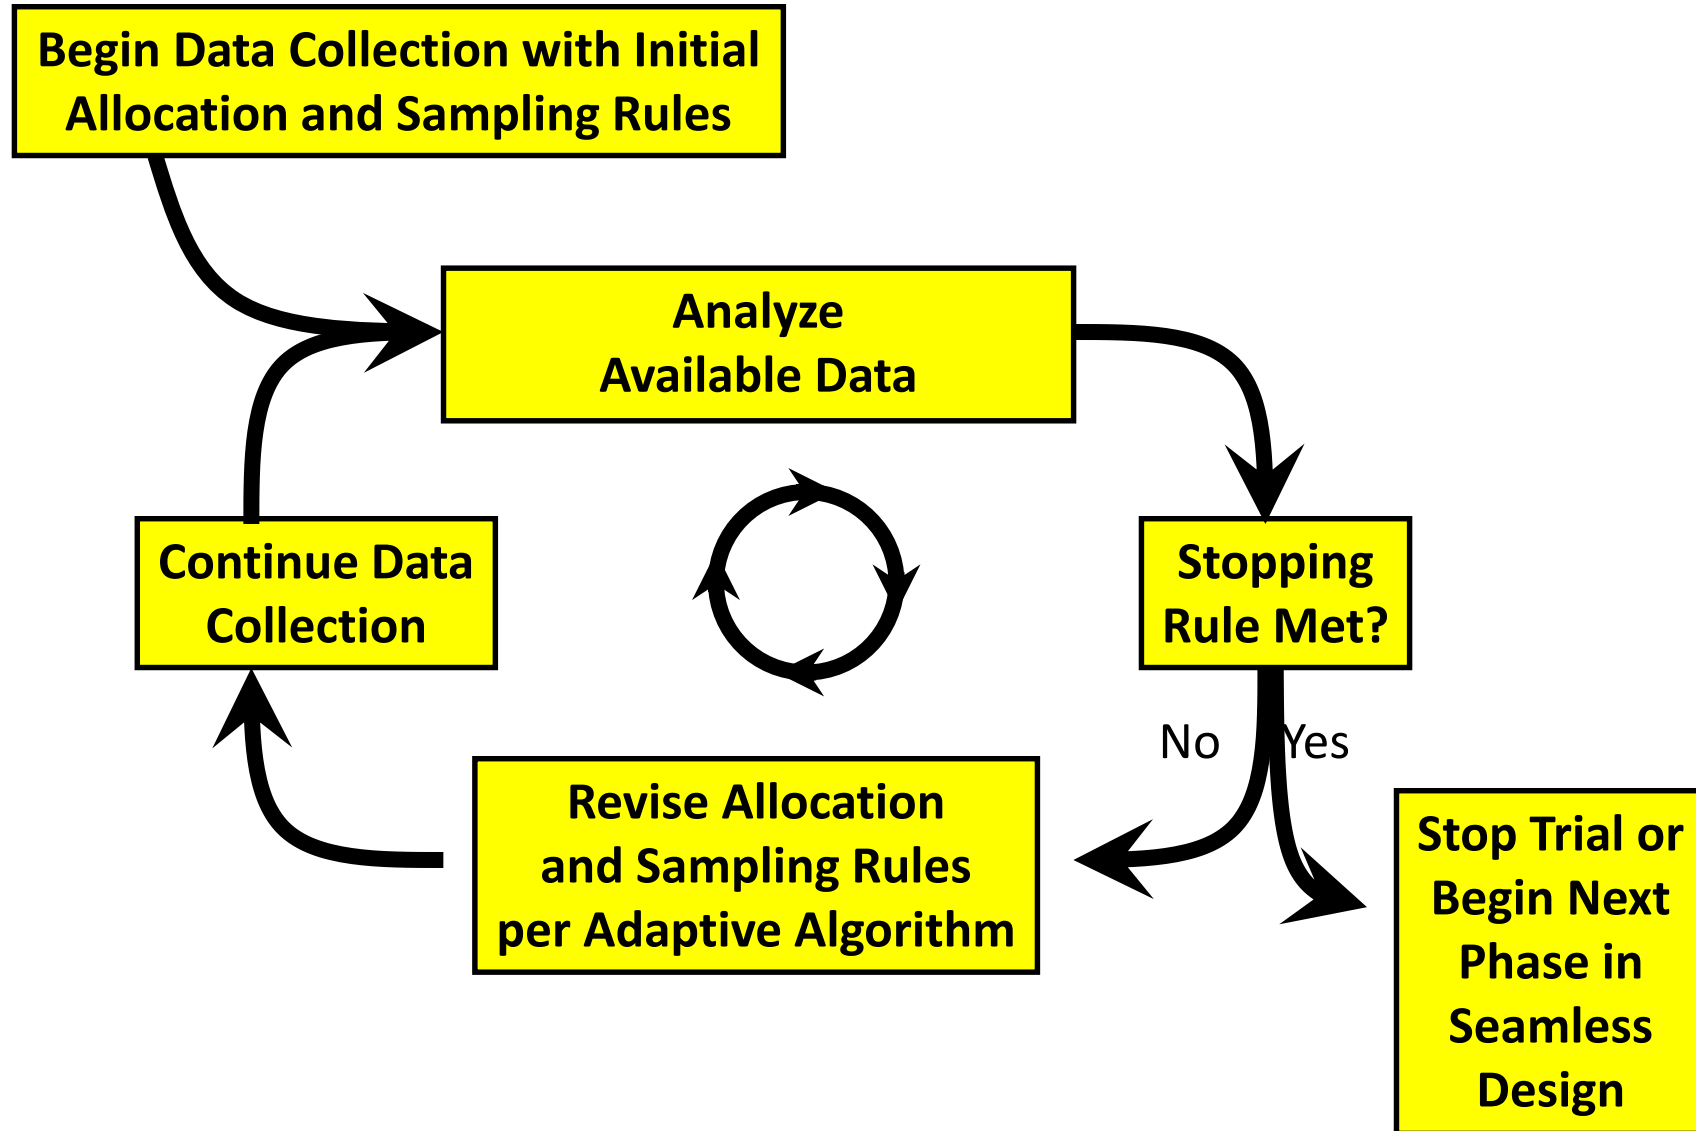 Begin Data Collection with Initial
Allocation and Sampling Rules
Analyze
Available Data
Continue Data
Collection
Stopping
Rule Met?
No
Yes
Revise Allocation
and Sampling Rules
per Adaptive Algorithm
Stop Trial or
Begin Next
Phase in
Seamless
Design